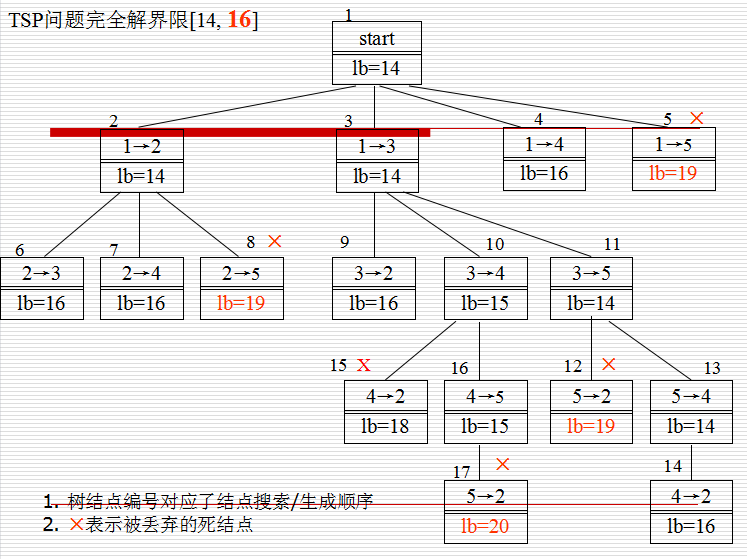 TSP问题完全解界限[14, 16]
1
start
lb=14
2
1→2
lb=14
3
1→3
lb=14
4
1→4
lb=16
5 ×
1→5
lb=19
6
2→3
lb=16
7
2→4
lb=16
8 ×
2→5
lb=19
9
3→2
lb=16
10
3→4
lb=15
11
3→5
lb=14
15 X
4→2
lb=18
16
4→5
lb=15
12 ×
5→2
lb=19
13
5→4
lb=14
17 ×
5→2
lb=20
14
4→2
lb=16
1. 树结点编号对应了结点搜索/生成顺序
2. ×表示被丢弃的死结点